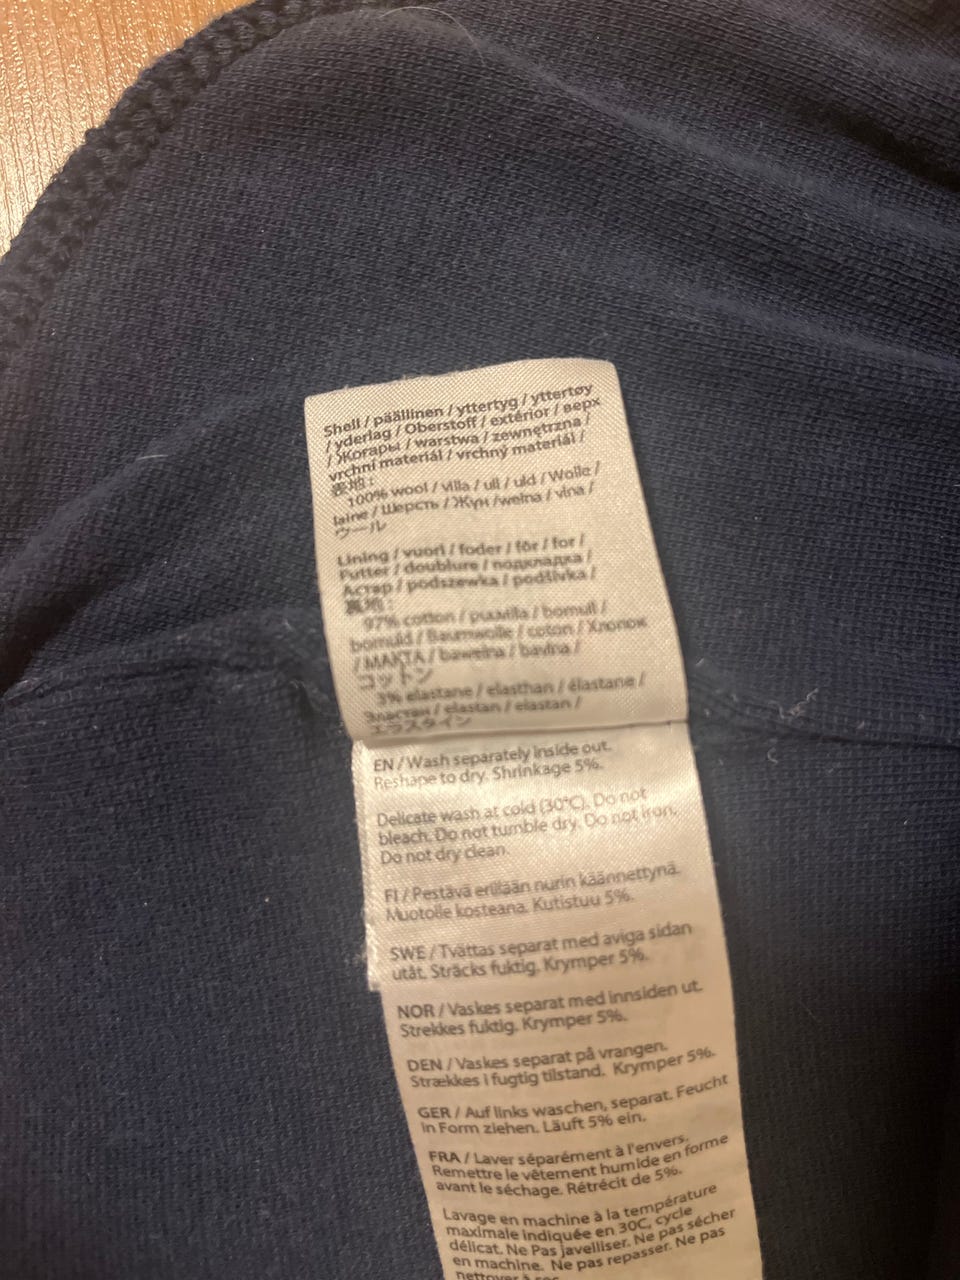 Shell / päällinen / yttertyg / yttertøy
/ yderlag / Oberstoff / extérior / верх
/ Жогары / warstwa / zewnętrzna /
vrchní materiál / vrchný materiál /
表地 :
100% wool / villa / ull / uld / Wolle /
laine / Шерсть / Жүн /wełna / vlna /
ウール
Lining / vuori / foder / fôr / for /
Futter / doublure / подкладка /
Астар / podszewka / podšívka /
裏地 :
97% cotton / puuvilla / bomull /
bomuld / Baumwolle / coton / Хлопок
/ МАКТА / bawełna / bavlna /
コットン
3% elastane / elasthan / élastane /
Эластан / elastan / elastan /
エラスタイン
EN / Wash separately inside out.
Reshape to dry. Shrinkage 5%.
Delicate wash at cold (30°C). Do not
bleach. Do not tumble dry. Do not iron.
Do not dry clean.
FI / Pestävä erillään nurin käännettynä.
Muotoile kosteana. Kutistuu 5%.
SWE / Tvättas separat med aviga sidan
utåt. Sträcks fuktig. Krymper 5%.
NOR / Vaskes separat med innsiden ut.
Strekkes fuktig. Krymper 5%.
DEN / Vaskes separat på vrangen.
Strækkes i fugtig tilstand. Krymper 5%.
GER / Auf links waschen, separat. Feucht
in Form ziehen. Läuft 5% ein.
FRA / Laver séparément à l'envers.
Remettre le vêtement humide en forme
avant le séchage. Rétrécit de 5%.
Lavage en machine à la température
maximale indiquée en 30C, cycle
délicat. Ne Pas javelliser. Ne pas sécher
en machine. Ne pas repasser. Ne pas
nettoyer à sec